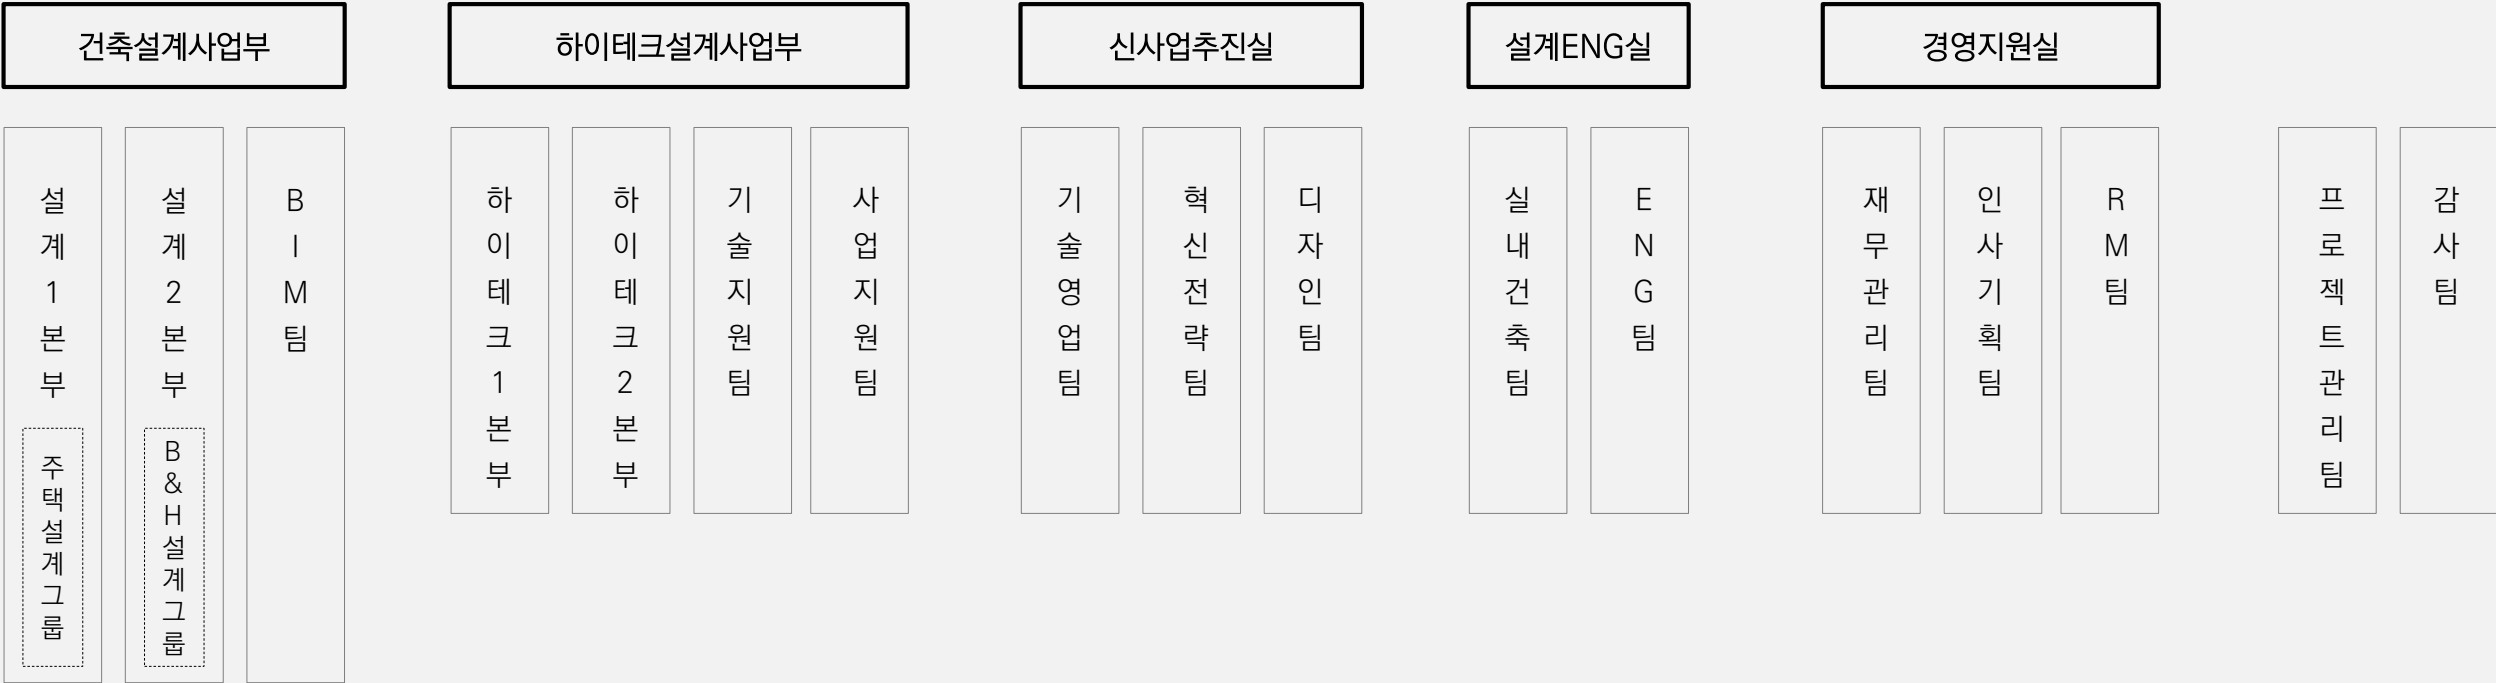 건축설계사업부
하이테크설계사업부
신사업추진실
설계ENG실
경영지원실
설계1본부
주택설계그룹
설계2본부
B&H설계그룹
BIM팀
하이테크1본부
하이테크2본부
기술지원팀
사업지원팀
기술영업팀
혁신전략팀
디자인팀
실내건축팀
ENG팀
재무관리팀
인사기획팀
RM팀
프로젝트관리팀
감사팀